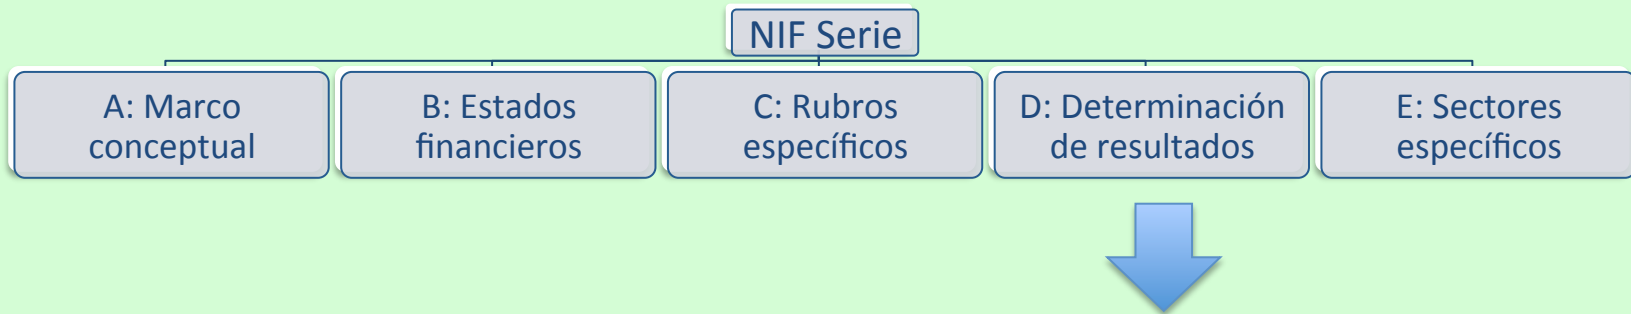 NIF Serie
A: Marco
conceptual
B: Estados
financieros
C: Rubros
específicos
D: Determinación
de resultados
E: Sectores
específicos